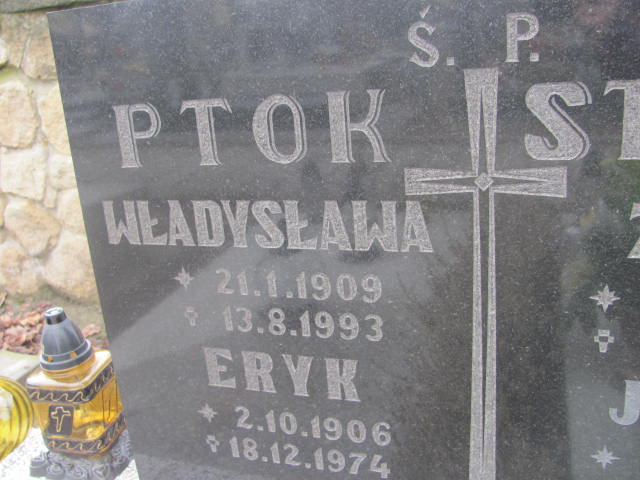 Ś. P.
PTOK
WŁADYSŁAWA
21.1.1909
13.8.1993
ERYK
2.10.1906
18.12.1974